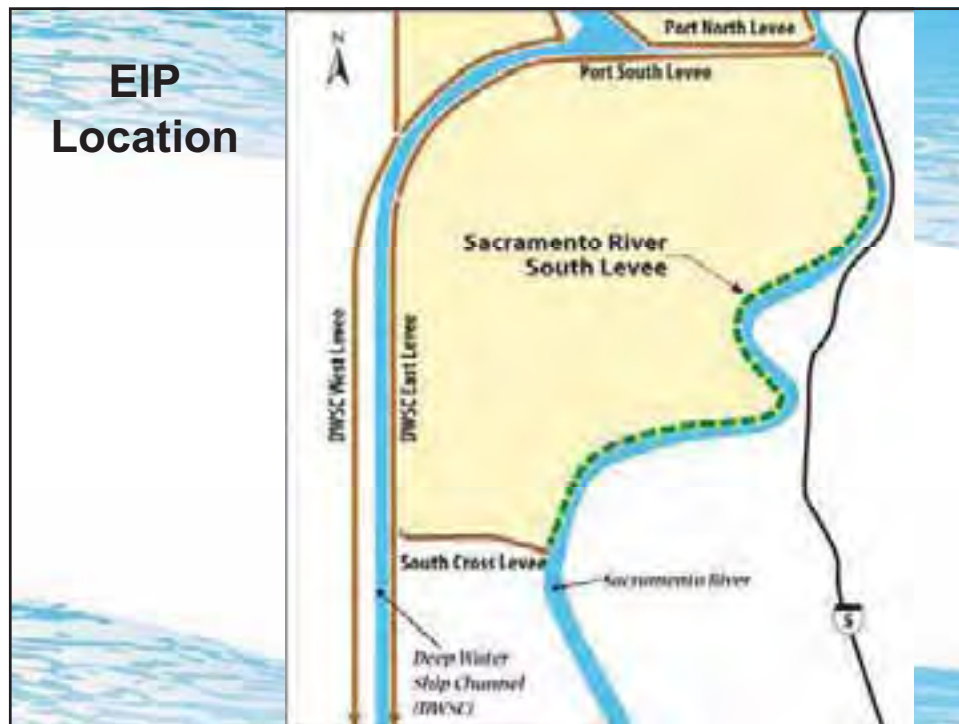 EIP
Location
N
Port North Levee
Port South Levee
Sacramento River
South Levee
DWSC West Levee
DWSC East Levee
South Cross Levee
Sacramento River
5
Deep Water
Ship Channel
(DWSC)